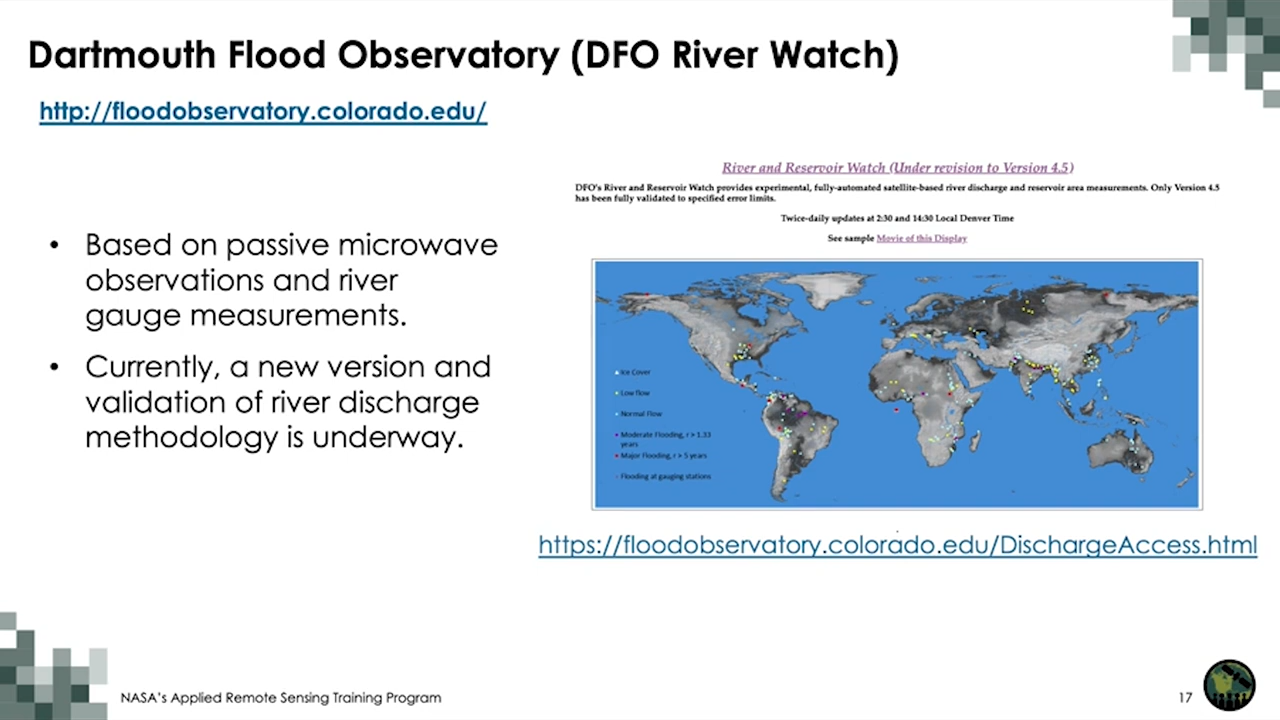 Dartmouth Flood Observatory (DFO River Watch)
http://floodobservatory.colorado.edu/
• Based on passive microwave
observations and river
gauge measurements.
• Currently, a new version and
validation of river discharge
methodology is underway.
River and Reservoir Watch (Under revision to Version 4.5)
DFO's River and Reservoir Watch provides experimental, fully-automated satellite-based river discharge and reservoir area measurements. Only Version 4.5
has been fully validated to specified error limits.
Twice-daily updates at 2:30 and 14:30 Local Denver Time
See sample Movie of this Display
Ice Cover
Low flow
Normal Flow
Moderate Flooding, r > 1.33
years
Major Flooding, r > 5 years
Flooding at gauging stations
https://floodobservatory.colorado.edu/DischargeAccess.html
NASA's Applied Remote Sensing Training Program
17